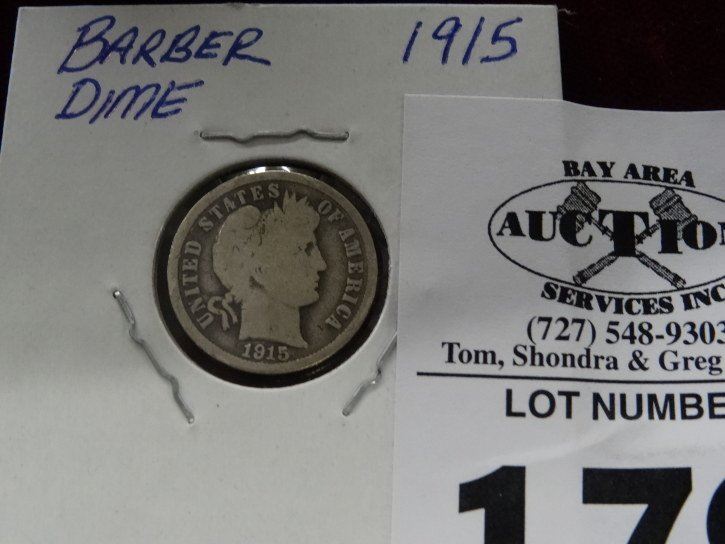 BARBER 1915
DIME
UNITED STATES OF AMERICA
1915
BAY AREA
AUCTION
SERVICES INC
(727) 548-9303
Tom, Shondra & Greg
LOT NUMBE